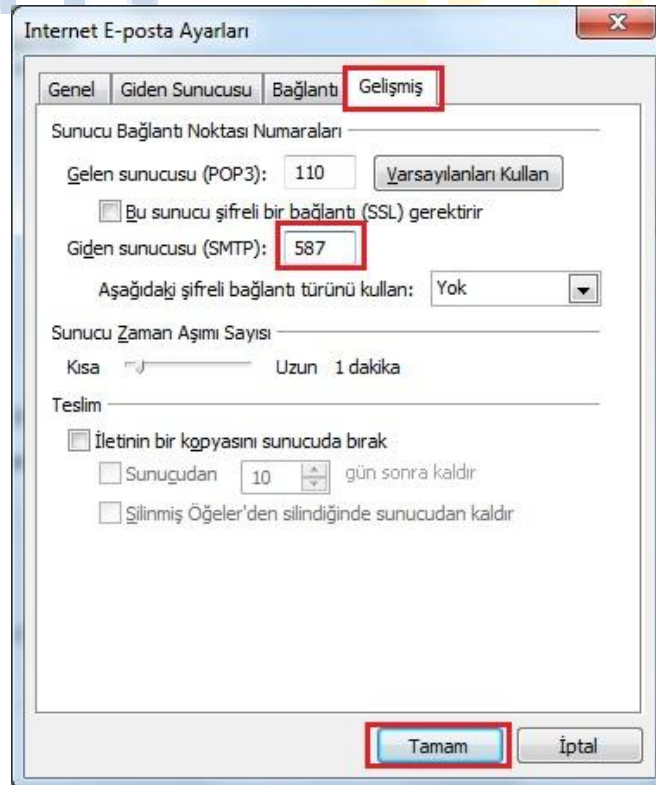 Internet E-posta Ayarları
Genel Giden Sunucusu Bağlantı Gelişmiş
Sunucu Bağlantı Noktası Numaraları
Gelen sunucusu (POP3): 110 Varsayılanları Kullan
Bu sunucu şifreli bir bağlantı (SSL) gerektirir
Giden sunucusu (SMTP): 587
Aşağıdaki şifreli bağlantı türünü kullan: Yok
Sunucu Zaman Aşımı Sayısı
Kısa Uzun 1 dakika
Teslim
İletinin bir kopyasını sunucuda bırak
Sunucudan 10 gün sonra kaldır
Silinmiş Öğeler'den silindiğinde sunucudan kaldır
Tamam İptal